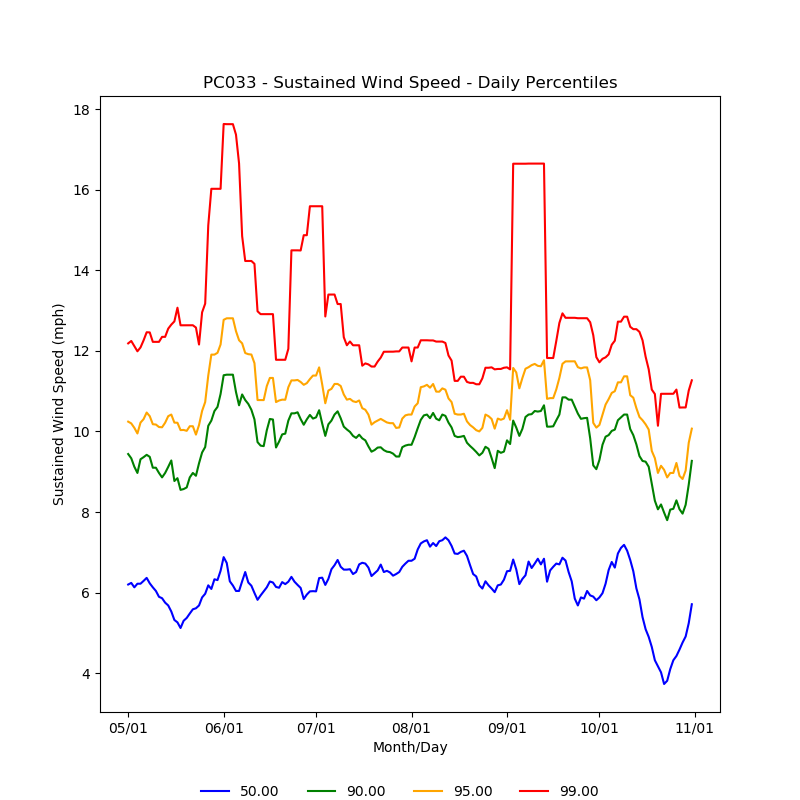 PC033 - Sustained Wind Speed - Daily Percentiles
18
16
14
12
10
8
6
4
Sustained Wind Speed (mph)
05/01 06/01 07/01 08/01 09/01 10/01 11/01
Month/Day
50.00 90.00 95.00 99.00